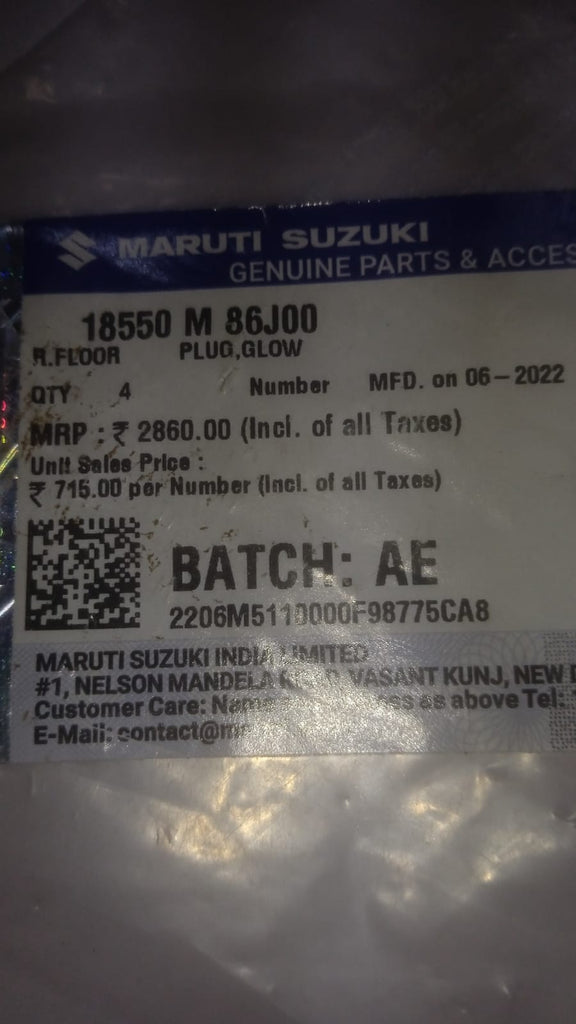 MARUTI SUZUKI
GENUINE PARTS & ACCES
18550 M 86J00
R.FLOOR PLUG,GLOW
QTY 4 Number MFD. on 06-2022
MRP : ₹ 2860.00 (Incl. of all Taxes)
Unit Sales Price :
₹ 715.00 per Number (Incl. of all Taxes)
BATCH: AE
2206M5110000F98775CA8
MARUTI SUZUKI INDIA LIMITED
#1, NELSON MANDELA VASANT KUNJ, NEW
Customer Care: as above Tel:
E-Mail: